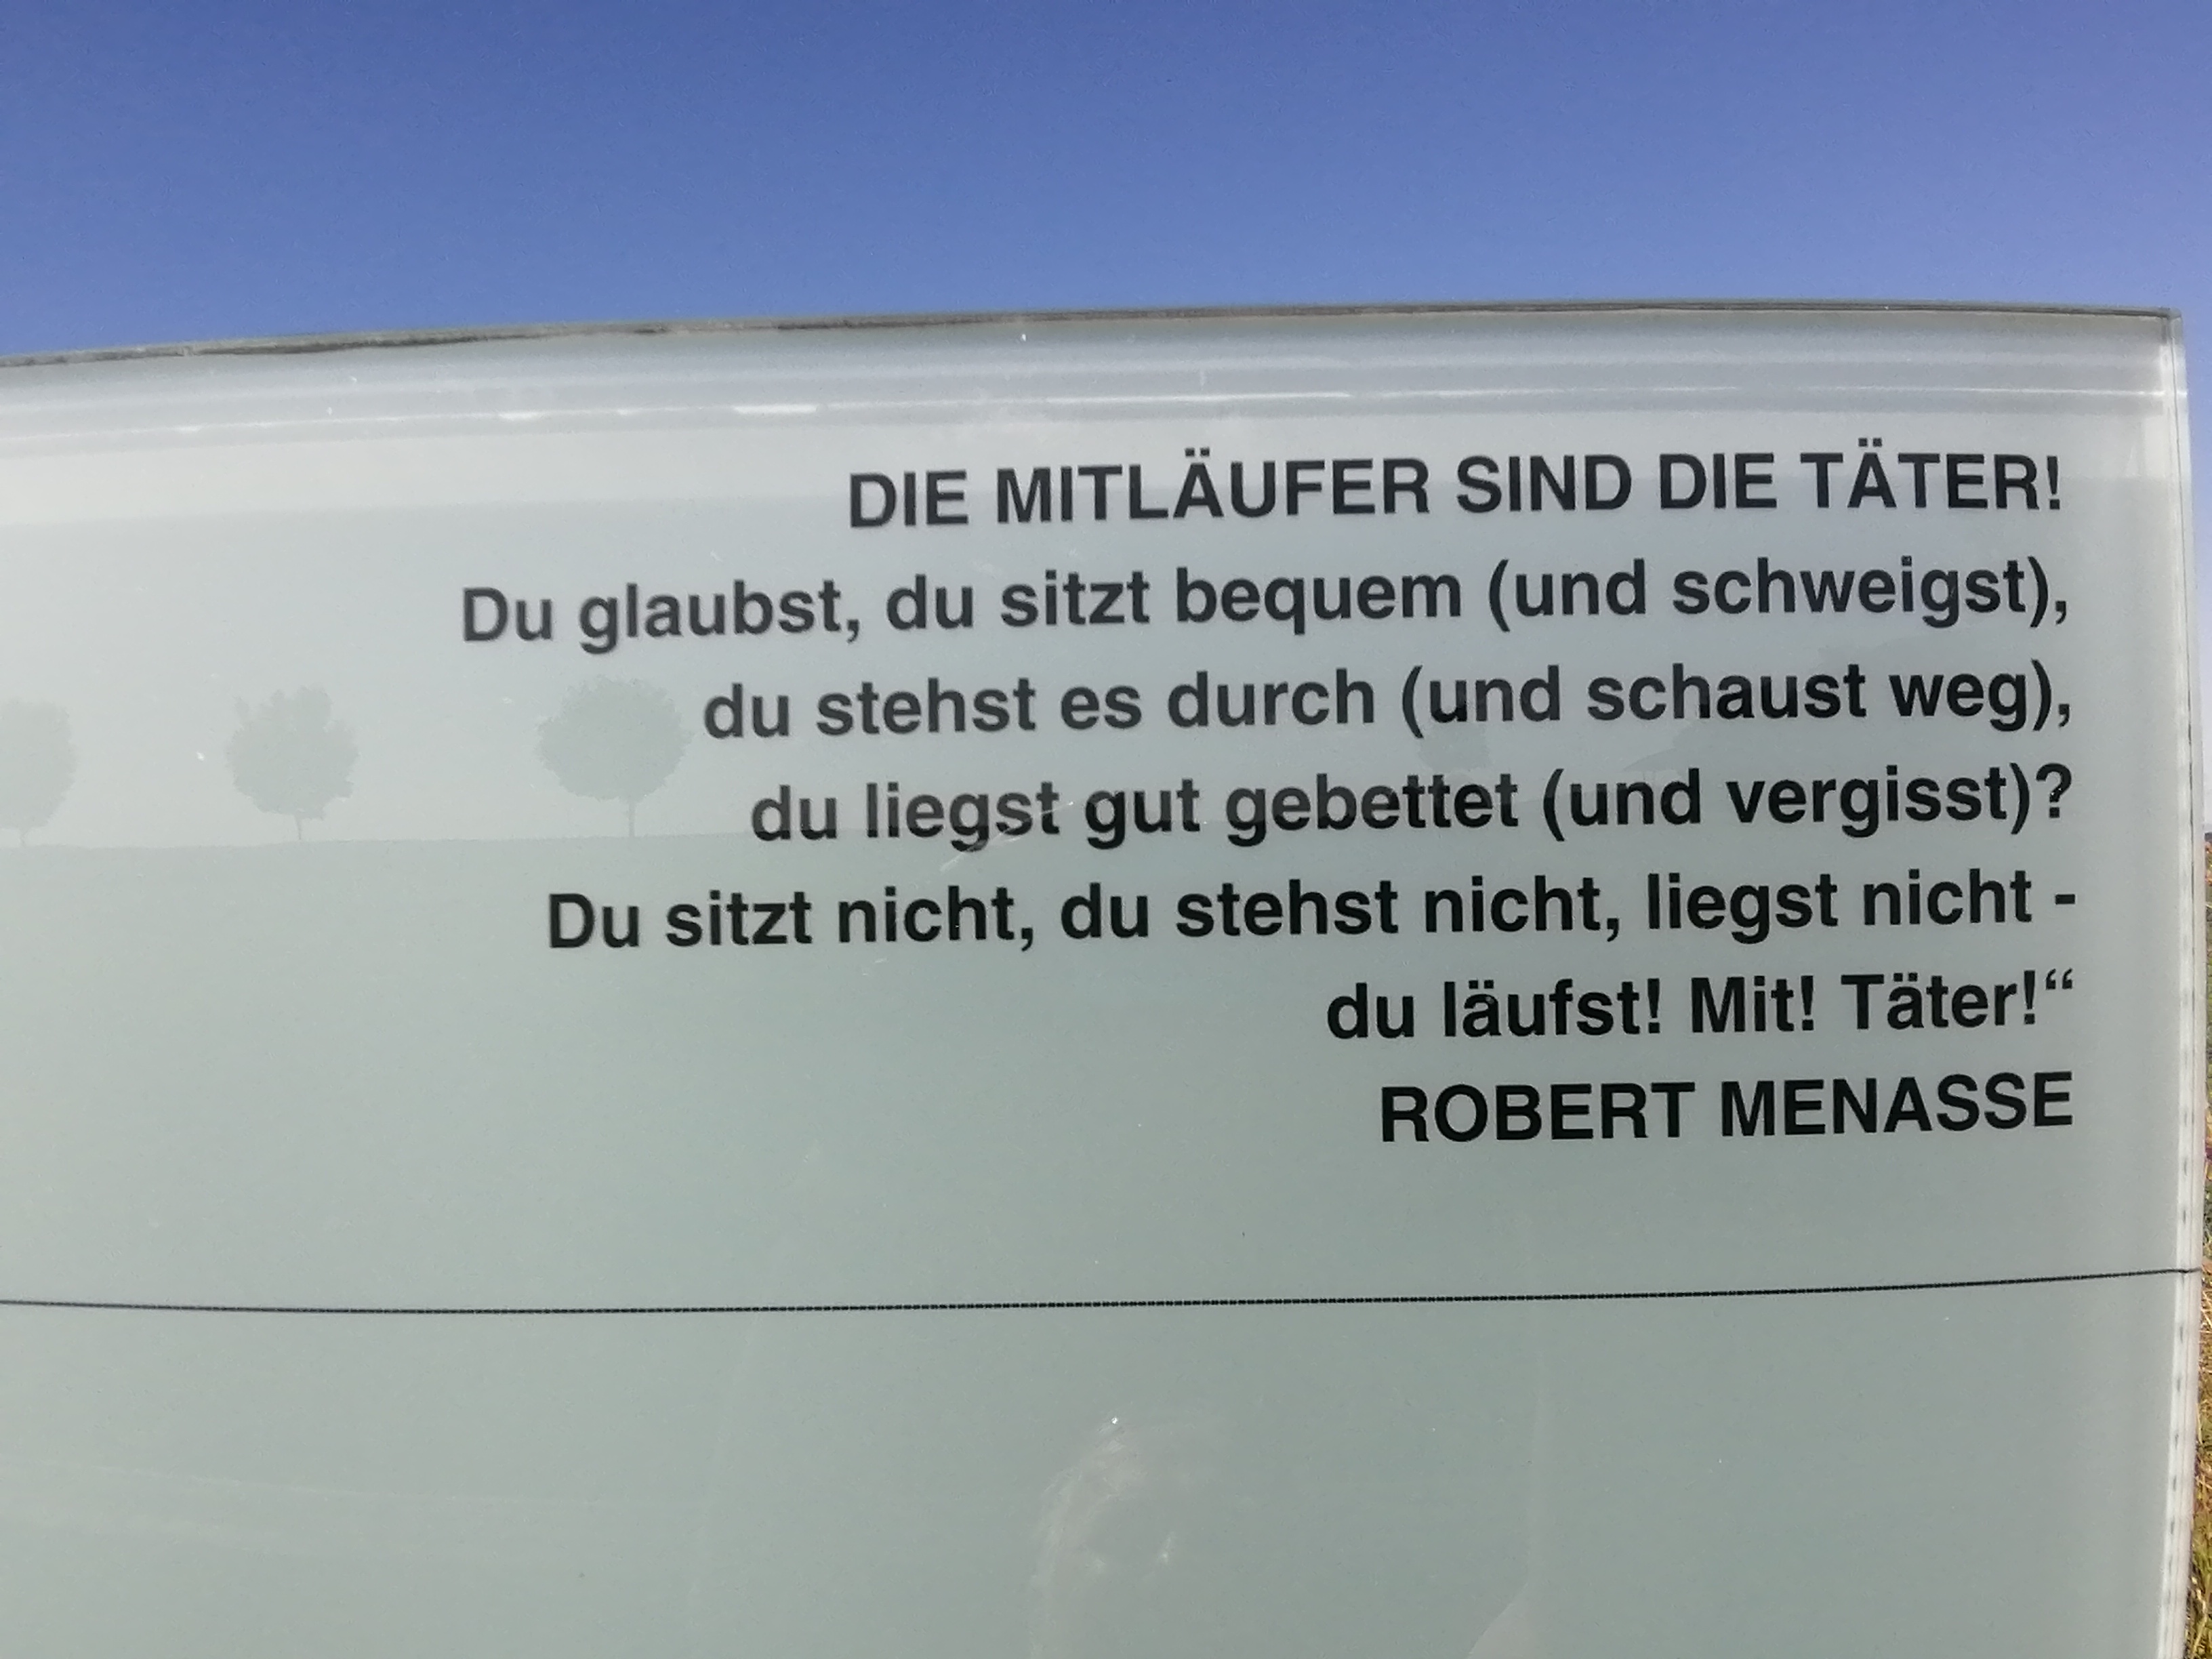 DIE MITLÄUFER SIND DIE TÄTER!
Du glaubst, du sitzt bequem (und schweigst),
du stehst es durch (und schaust weg),
du liegst gut gebettet (und vergisst)?
Du sitzt nicht, du stehst nicht, liegst nicht -
du läufst! Mit! Täter!“
ROBERT MENASSE